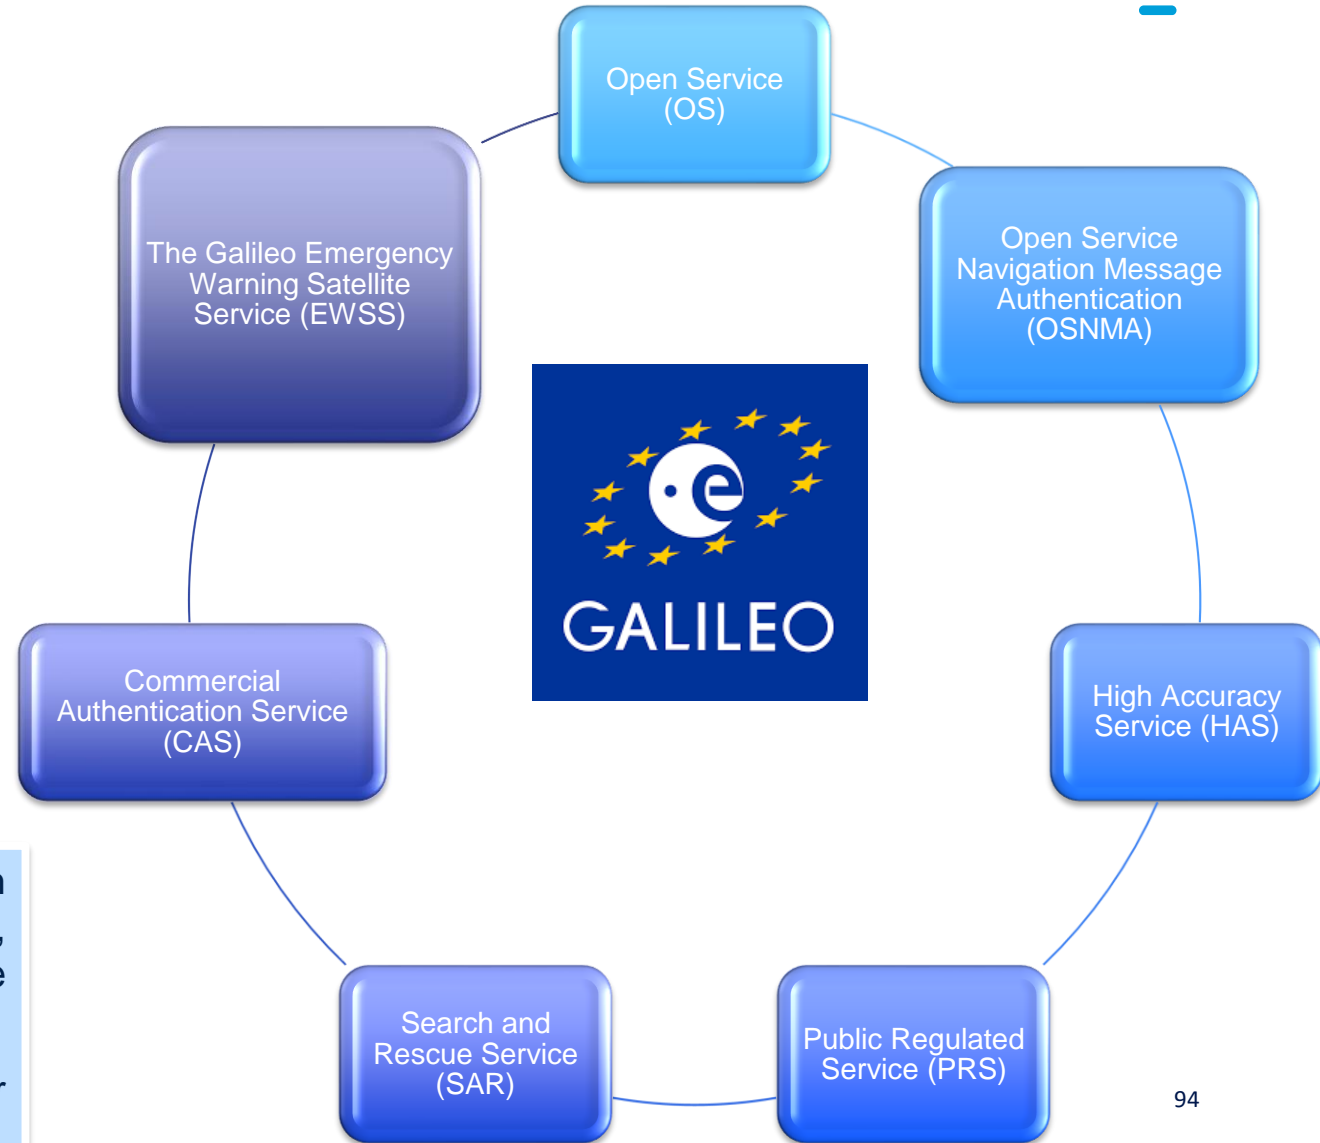 Open Service
(OS)
Open Service
Navigation Message
Authentication
(OSNMA)
High Accuracy
Service (HAS)
Public Regulated
Service (PRS)
Search and
Rescue Service
(SAR)
Commercial
Authentication Service
(CAS)
The Galileo Emergency
Warning Satellite
Service (EWSS)
GALILEO
94